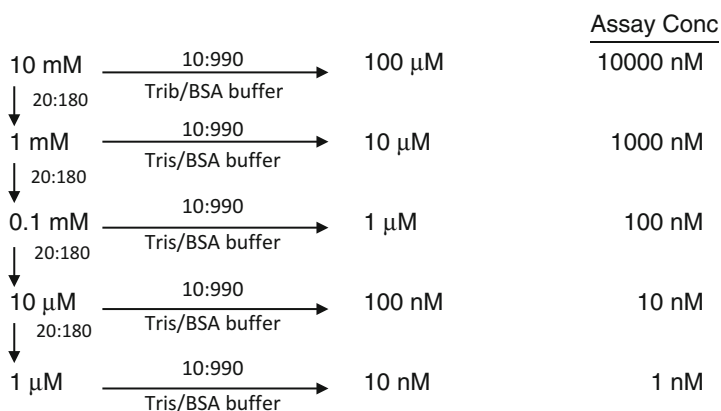 Assay Conc
10 mM 10:990 100 μM 10000 nM
Trib/BSA buffer
20:180
1 mM 10:990 10 μM 1000 nM
Tris/BSA buffer
20:180
0.1 mM 10:990 1 μM 100 nM
Tris/BSA buffer
20:180
10 μM 10:990 100 nM 10 nM
Tris/BSA buffer
20:180
1 μM 10:990 10 nM 1 nM
Tris/BSA buffer